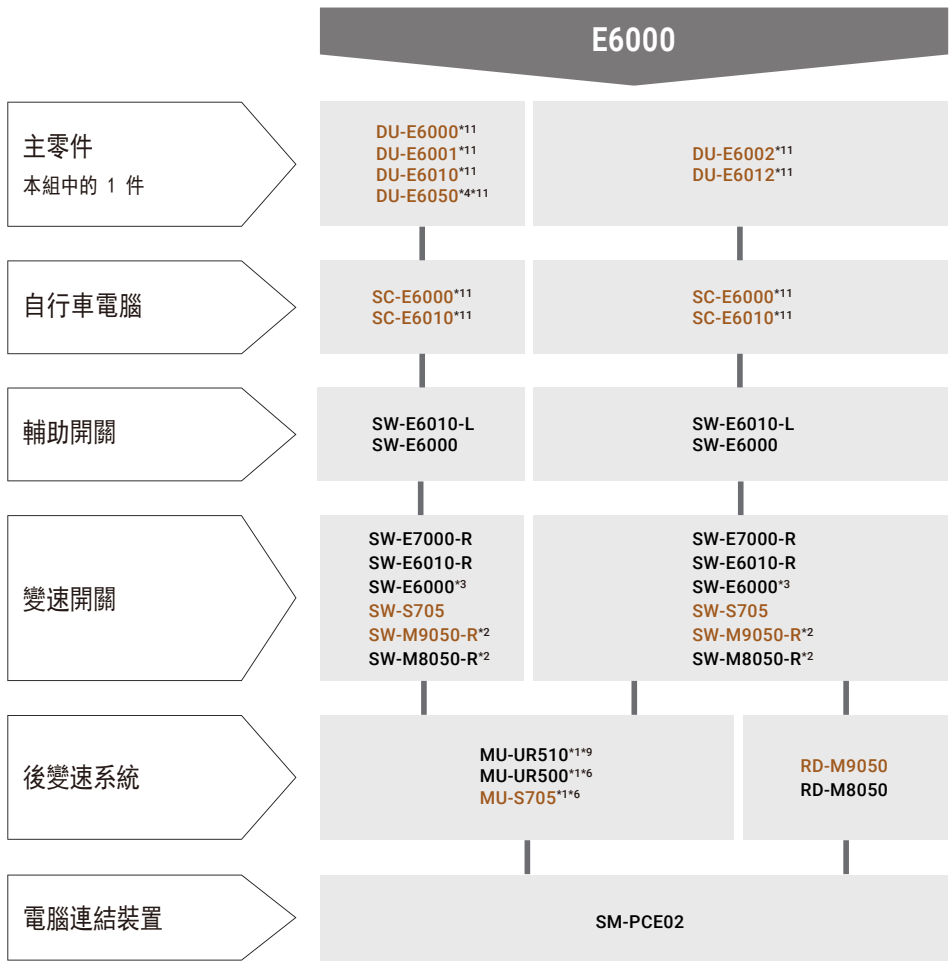 E6000
主零件
本組中的 1 件
DU-E6000*11
DU-E6001*11
DU-E6010*11
DU-E6050*4*11
DU-E6002*11
DU-E6012*11
自行車電腦
SC-E6000*11
SC-E6010*11
SC-E6000*11
SC-E6010*11
輔助開關
SW-E6010-L
SW-E6000
SW-E6010-L
SW-E6000
變速開關
SW-E7000-R
SW-E6010-R
SW-E6000*3
SW-S705
SW-M9050-R*2
SW-M8050-R*2
SW-E7000-R
SW-E6010-R
SW-E6000*3
SW-S705
SW-M9050-R*2
SW-M8050-R*2
後變速系統
MU-UR510*1*9
MU-UR500*1*6
MU-S705*1*6
RD-M9050
RD-M8050
電腦連結裝置
SM-PCE02